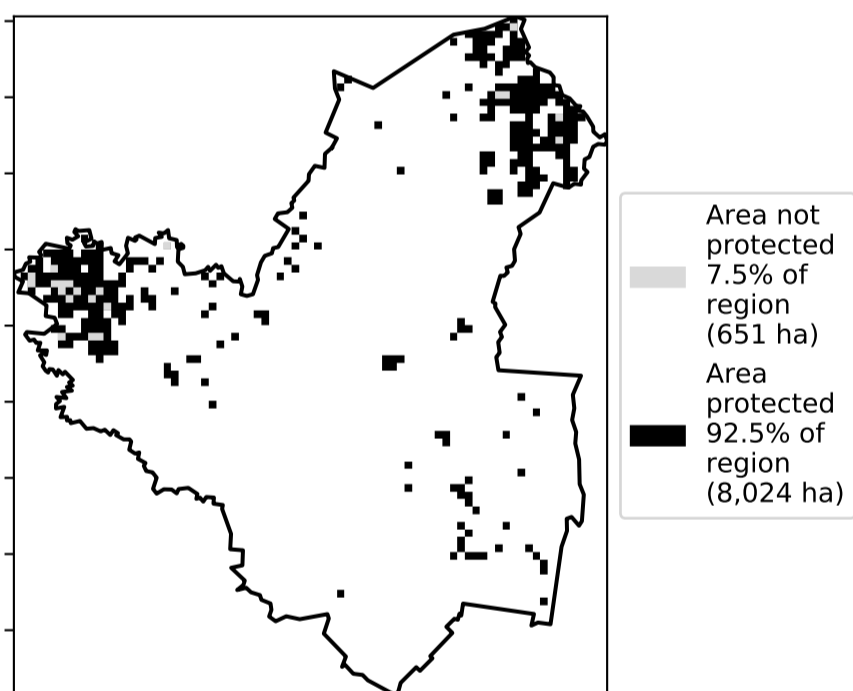 Area not
protected
7.5% of
region
(651 ha)
Area
protected
92.5% of
region
(8,024 ha)